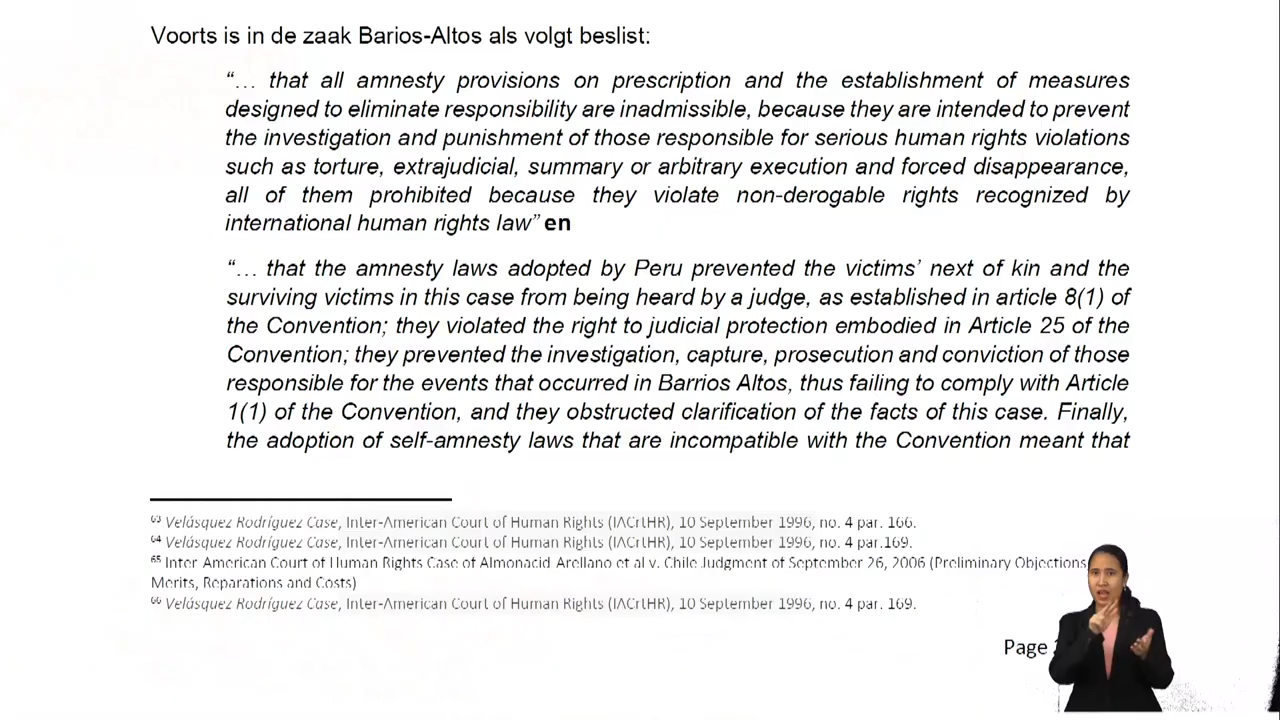 Voorts is in de zaak Barios-Altos als volgt beslist:
“… that all amnesty provisions on prescription and the establishment of measures
designed to eliminate responsibility are inadmissible, because they are intended to prevent
the investigation and punishment of those responsible for serious human rights violations
such as torture, extrajudicial, summary or arbitrary execution and forced disappearance,
all of them prohibited because they violate non-derogable rights recognized by
international human rights law” en
“… that the amnesty laws adopted by Peru prevented the victims’ next of kin and the
surviving victims in this case from being heard by a judge, as established in article 8(1) of
the Convention; they violated the right to judicial protection embodied in Article 25 of the
Convention; they prevented the investigation, capture, prosecution and conviction of those
responsible for the events that occurred in Barrios Altos, thus failing to comply with Article
1(1) of the Convention, and they obstructed clarification of the facts of this case. Finally,
the adoption of self-amnesty laws that are incompatible with the Convention meant that
63 Velásquez Rodríguez Case, Inter-American Court of Human Rights (IACrtHR), 10 September 1996, no. 4 par. 166.
64 Velásquez Rodríguez Case, Inter-American Court of Human Rights (IACrtHR), 10 September 1996, no. 4 par.169.
65 Inter-American Court of Human Rights Case of Almonacid-Arellano et al v. Chile Judgment of September 26, 2006 (Preliminary Objections
Merits, Reparations and Costs)
66 Velásquez Rodríguez Case, Inter-American Court of Human Rights (IACrtHR), 10 September 1996, no. 4 par. 169.
Page